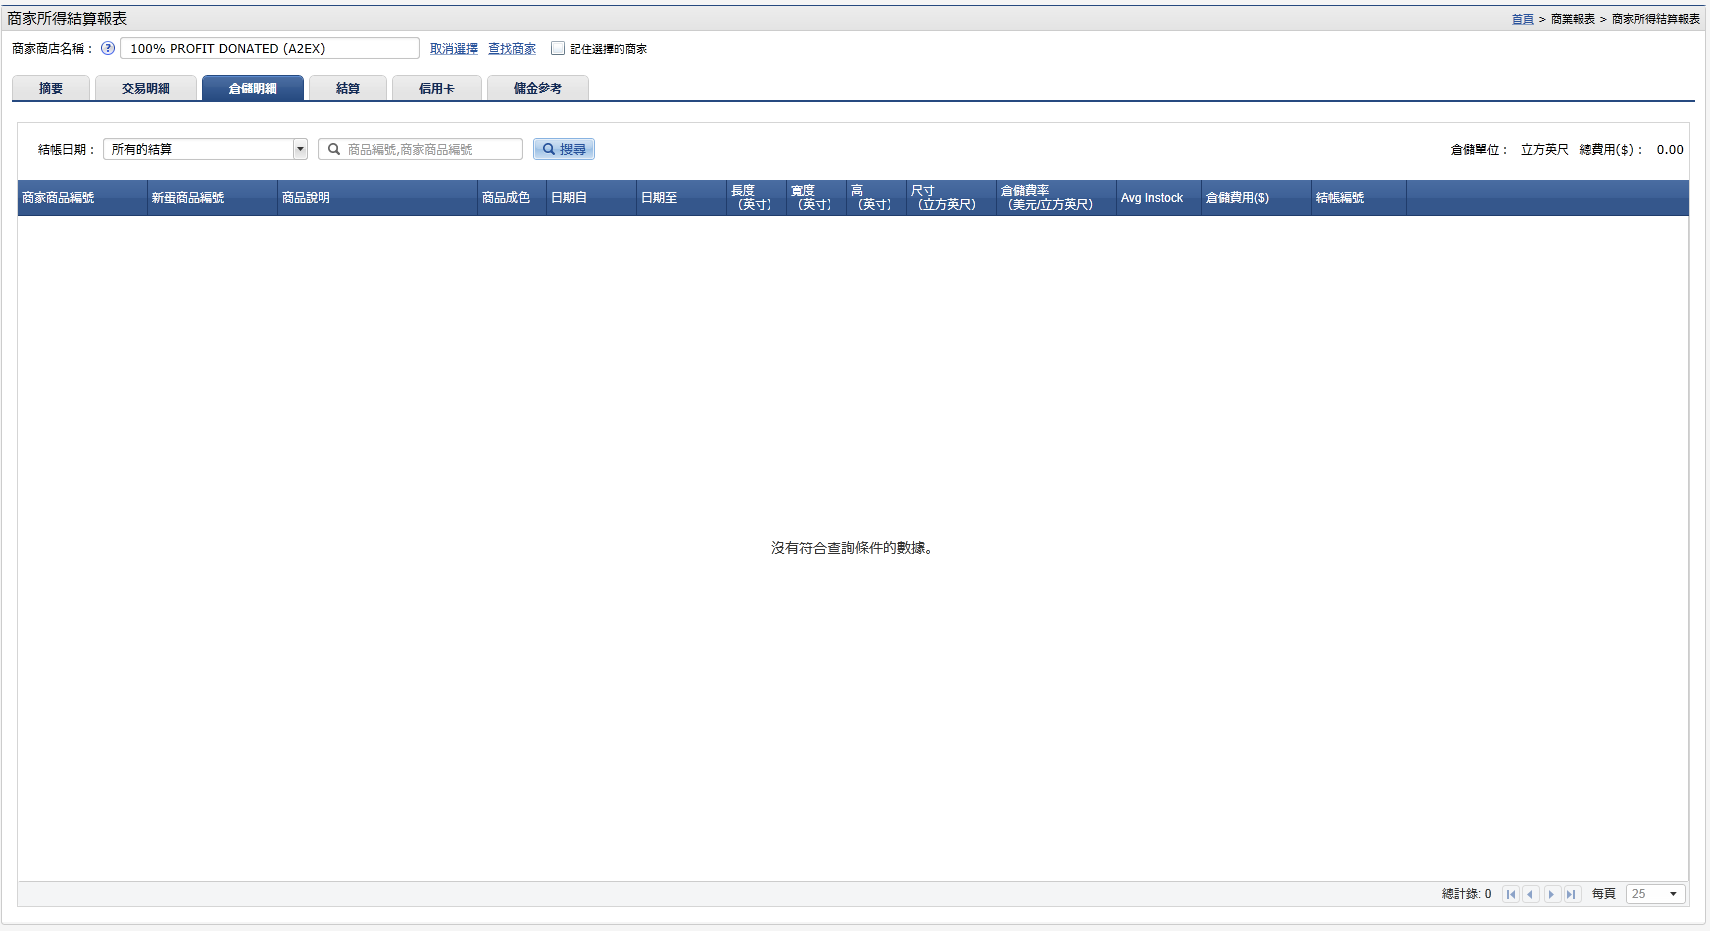 商家所得結算報表
首頁 > 商業報表 > 商家所得結算報表
商家商店名稱： ? 100% PROFIT DONATED (A2EX) 取消選擇 查找商家 記住選擇的商家
摘要 交易明細 倉儲明細 結算 信用卡 傭金參考
結帳日期： 所有的結算 商品編號,商家商品編號 搜尋 倉儲單位： 立方英尺 總費用($)： 0.00
商家商品編號 新蛋商品編號 商品說明 商品成色 日期自 日期至 長度（英寸） 寬度（英寸） 高（英寸） 尺寸（立方英尺） 倉儲費率（美元/立方英尺） Avg Instock 倉儲費用($) 結帳編號
沒有符合查詢條件的數據。
總計錄: 0 每頁 25